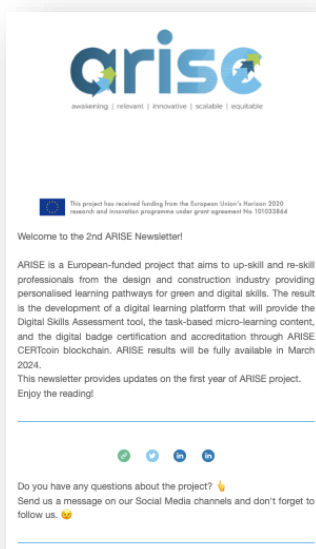 arise
awakening | relevant | innovative | scalable | equitable
This project has received funding from the European Union's Horizon 2020
research and innovation programme under grant agreement No 101033864
Welcome to the 2nd ARISE Newsletter!
ARISE is a European-funded project that aims to up-skill and re-skill
professionals from the design and construction industry providing
personalised learning pathways for green and digital skills. The result
is the development of a digital learning platform that will provide the
Digital Skills Assessment tool, the task-based micro-learning content,
and the digital badge certification and accreditation through ARISE
CERTcoin blockchain. ARISE results will be fully available in March
2024.
This newsletter provides updates on the first year of ARISE project.
Enjoy the reading!
in
in
Do you have any questions about the project? 👆
Send us a message on our Social Media channels and don't forget to
follow us. 😉